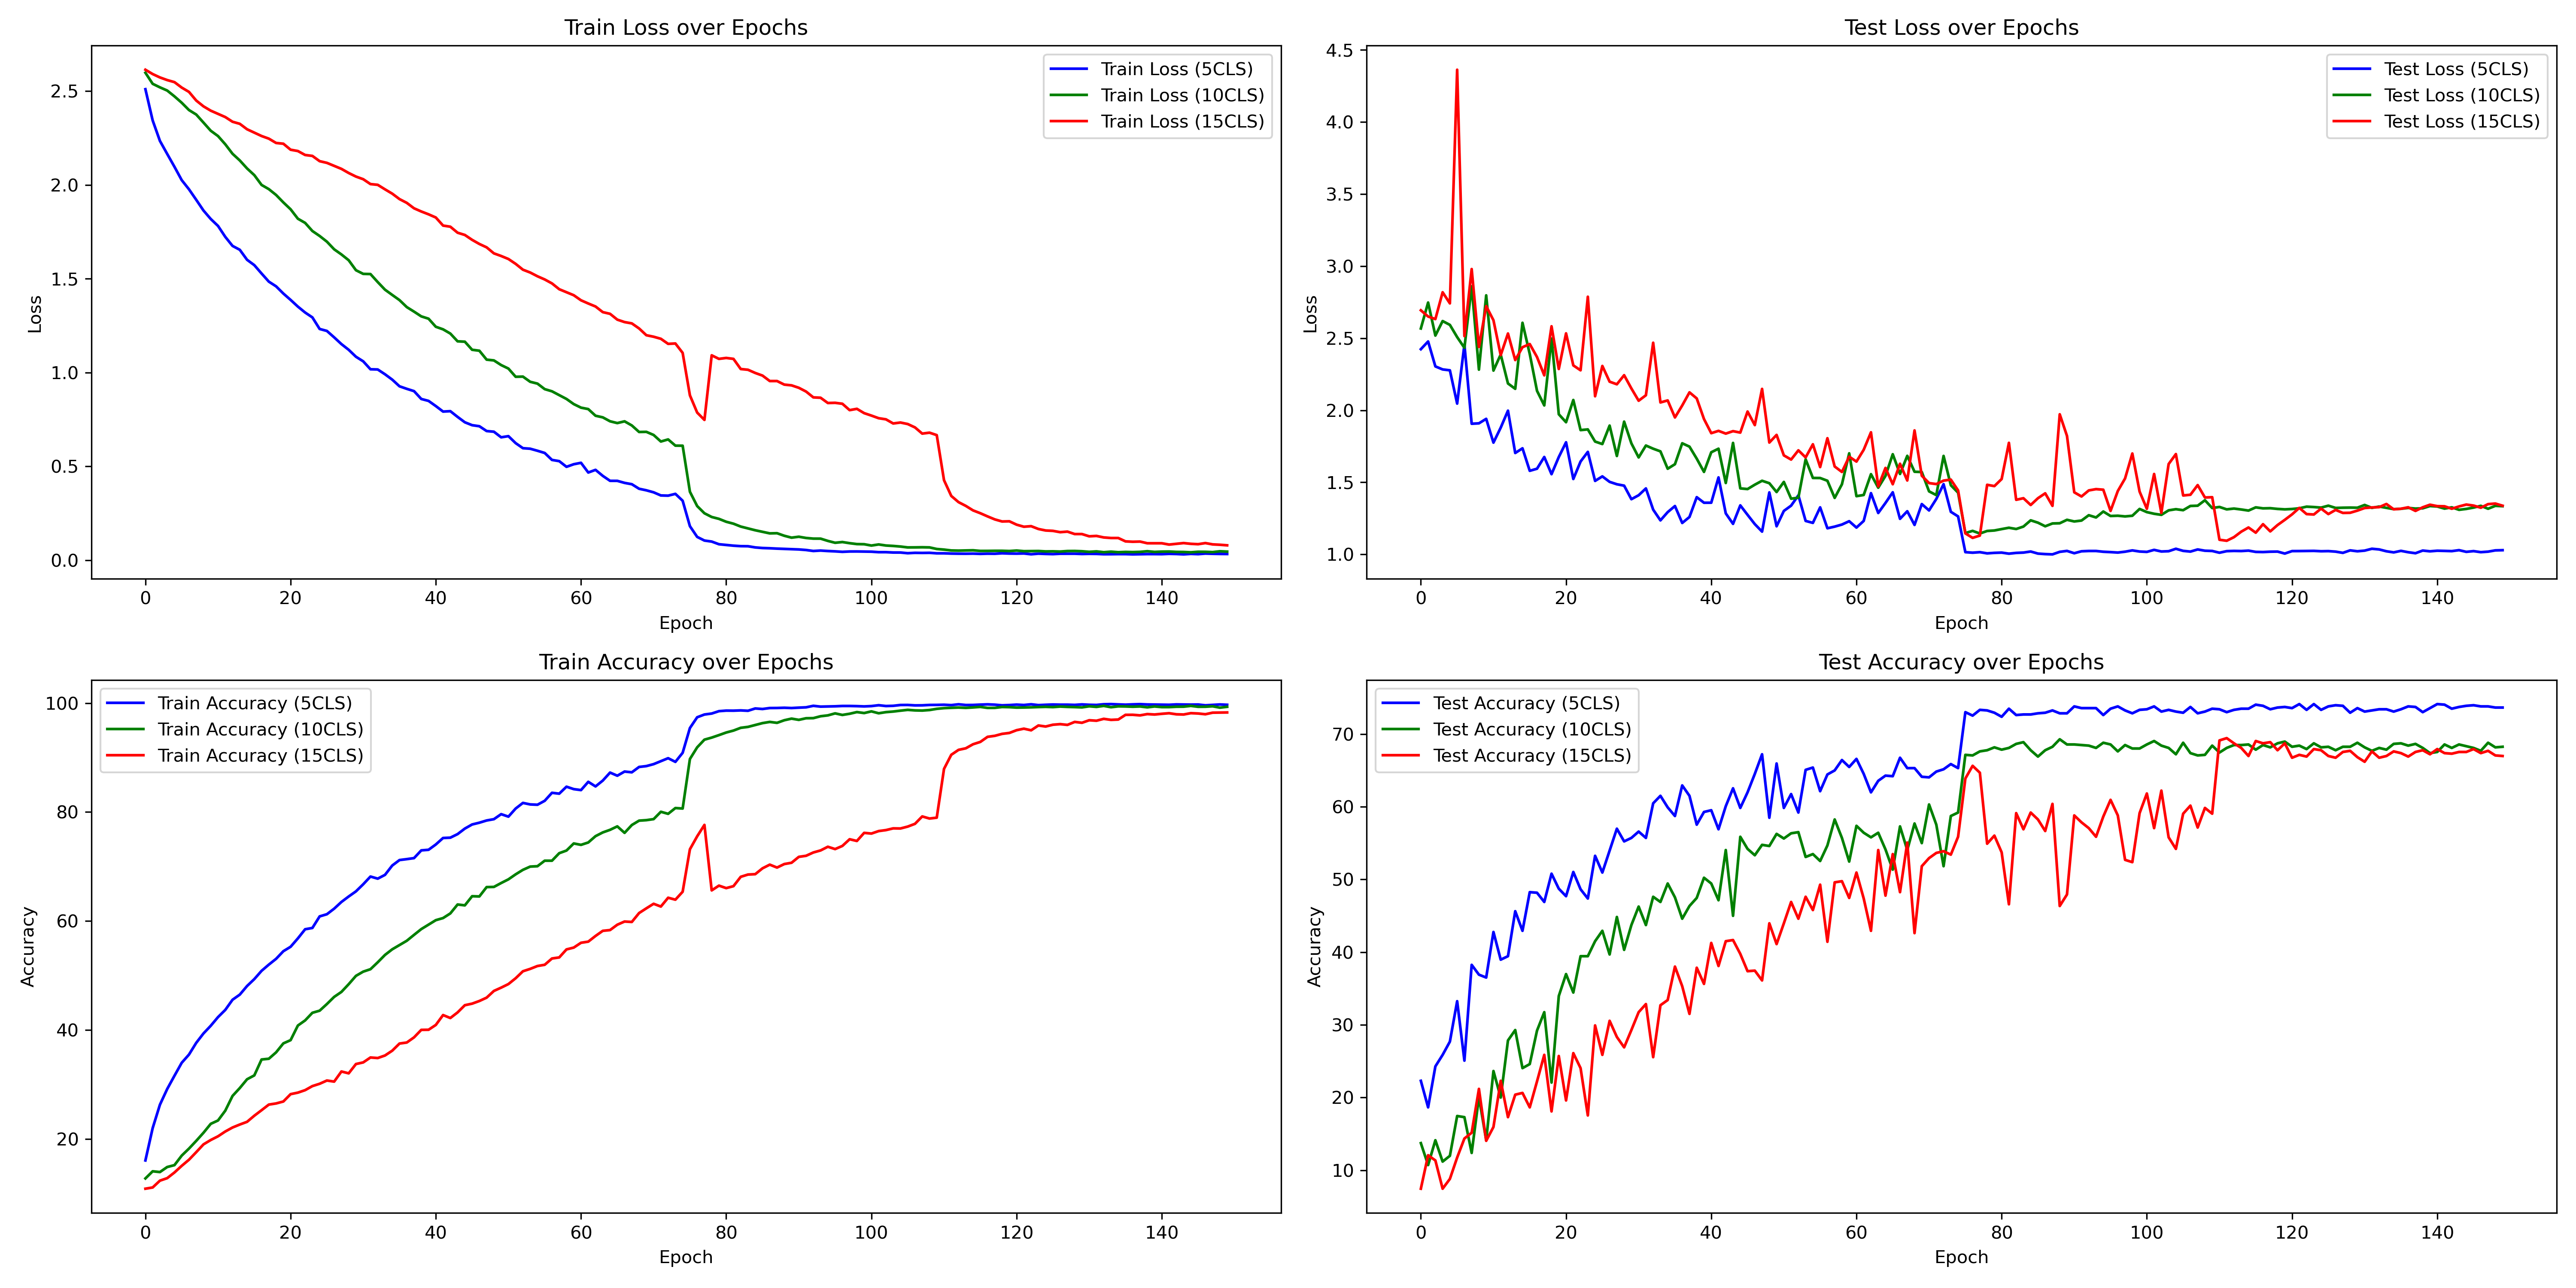 Train Loss over Epochs
Loss
2.5
2.0
1.5
1.0
0.5
0.0
0 20 40 60 80 100 120 140
Epoch
Train Loss (5CLS)
Train Loss (10CLS)
Train Loss (15CLS)
Test Loss over Epochs
Loss
4.5
4.0
3.5
3.0
2.5
2.0
1.5
1.0
0 20 40 60 80 100 120 140
Epoch
Test Loss (5CLS)
Test Loss (10CLS)
Test Loss (15CLS)
Train Accuracy over Epochs
Accuracy
100
80
60
40
20
0 20 40 60 80 100 120 140
Epoch
Train Accuracy (5CLS)
Train Accuracy (10CLS)
Train Accuracy (15CLS)
Test Accuracy over Epochs
Accuracy
70
60
50
40
30
20
10
0 20 40 60 80 100 120 140
Epoch
Test Accuracy (5CLS)
Test Accuracy (10CLS)
Test Accuracy (15CLS)